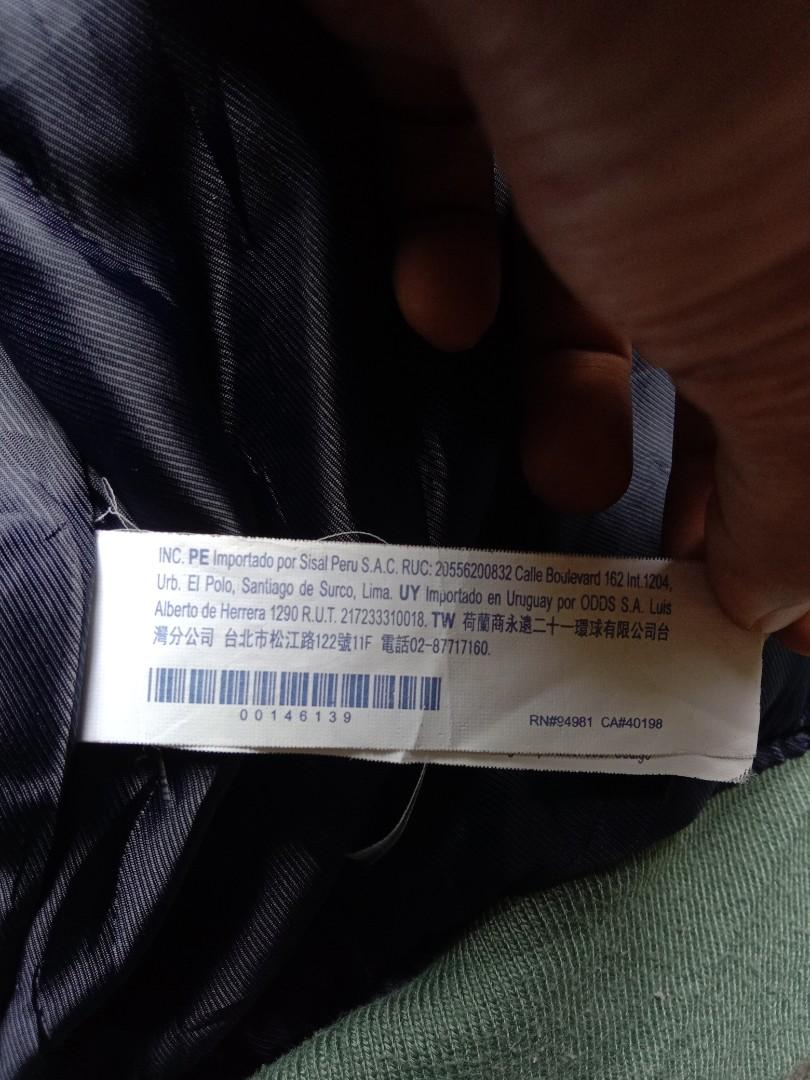 INC. PE Importado por Sisal Peru S.A.C. RUC: 20556200832 Calle Boulevard 162 Int.1204,
Urb. El Polo, Santiago de Surco, Lima. UY Importado en Uruguay por ODDS S.A. Luis
Alberto de Herrera 1290 R.U.T. 217233310018. TW 荷蘭商永遠二十一環球有限公司台
灣分公司 台北市松江路122號11F 電話02-87717160.
00146139
RN#94981 CA#40198